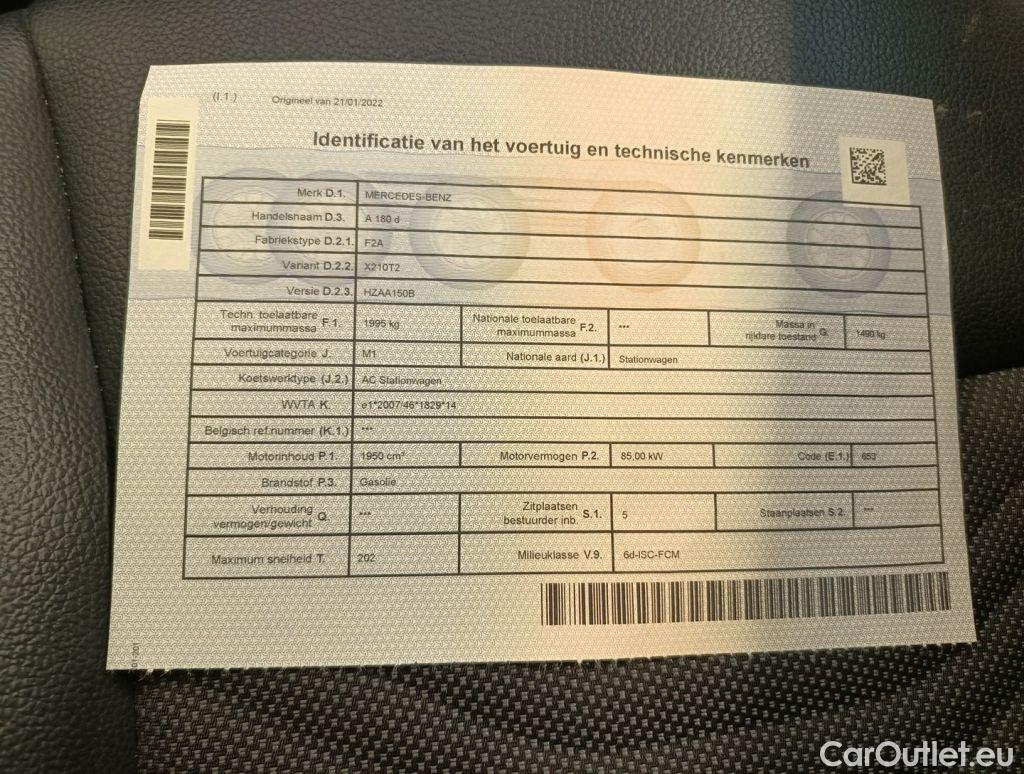 (I.1.) Origineel van 21/01/2022
Identificatie van het voertuig en technische kenmerken
Merk D.1. MERCEDES-BENZ
Handelsnaam D.3. A 180 d
Fabriekstype D.2.1. F2A
Variant D.2.2. X210T2
Versie D.2.3. HZAA150B
Techn. toelaatbare maximummassa F.1. 1995 kg Nationale toelaatbare maximummassa F.2. *** Massa in rijklare toestand G. 1490 kg
Voertuigcategorie J. M1 Nationale aard (J.1.) Stationwagen
Koetswerktype (J.2.) AC Stationwagen
WVTA K. e1*2007/46*1829*14
Belgisch ref.nummer (K.1.) ***
Motorinhoud P.1. 1950 cm³ Motorvermogen P.2. 85,00 kW Code (E.1.) 653
Brandstof P.3. Gasolie
Verhouding vermogen/gewicht Q. *** Zitplaatsen bestuurder inb. S.1. 5 Staanplaatsen S.2. ***
Maximum snelheid T. 202 Milieuklasse V.9. 6d-ISC-FCM
CarOutlet.eu